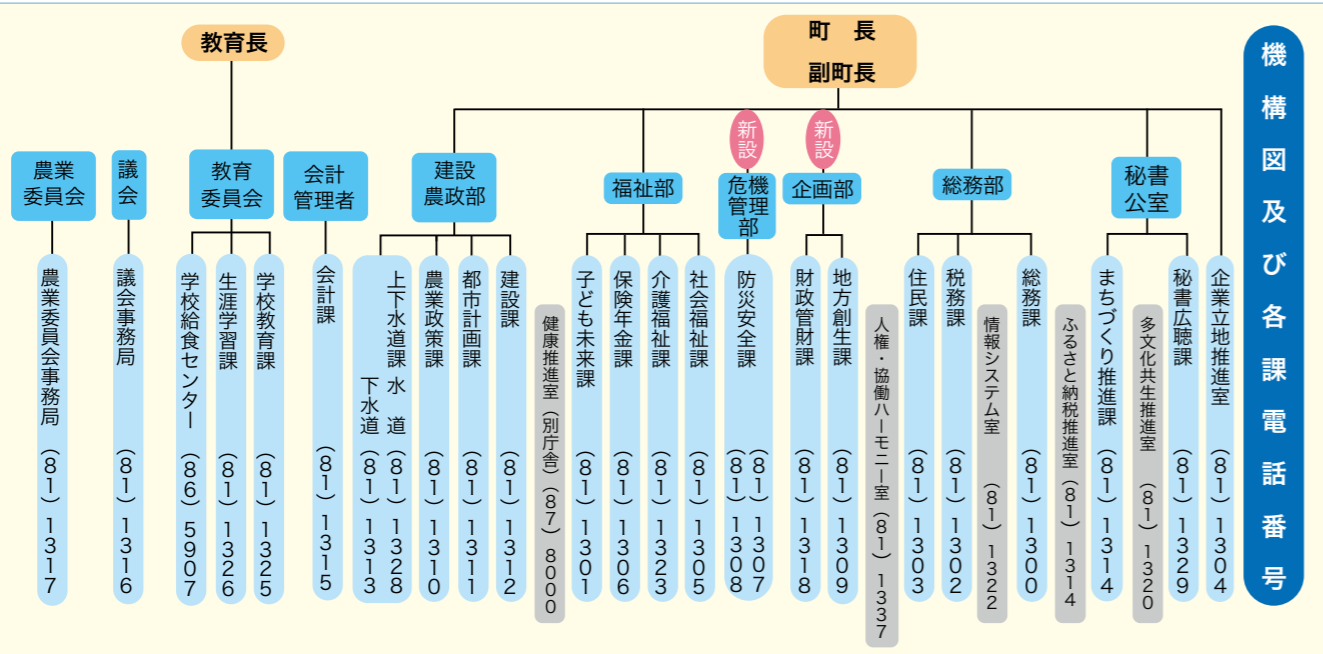 機構図及び各課電話番号
町　長
副町長
教育長
秘書
公室
総務部
新設
企画部
新設
危機
管理
部
福祉部
建設
農政部
会計
管理者
教育
委員会
議会
農業
委員会
企業立地推進室 (81) 1304
秘書広聴課 (81) 1329
多文化共生推進室 (81) 1320
まちづくり推進課 (81) 1314
ふるさと納税推進室 (81) 1314
総務課 (81) 1300
情報システム室 (81) 1322
税務課 (81) 1302
住民課 (81) 1303
人権・協働ハーモニー室 (81) 1337
地方創生課 (81) 1309
財政管財課 (81) 1318
防災安全課 (81) 1307
(81) 1308
社会福祉課 (81) 1305
介護福祉課 (81) 1323
保険年金課 (81) 1306
子ども未来課 (81) 1301
健康推進室（別庁舎） (87) 8000
建設課 (81) 1312
都市計画課 (81) 1311
農業政策課 (81) 1310
上下水道課 水　道 (81) 1328
下水道 (81) 1313
会計課 (81) 1315
学校教育課 (81) 1325
生涯学習課 (81) 1326
学校給食センター (86) 5907
議会事務局 (81) 1316
農業委員会事務局 (81) 1317